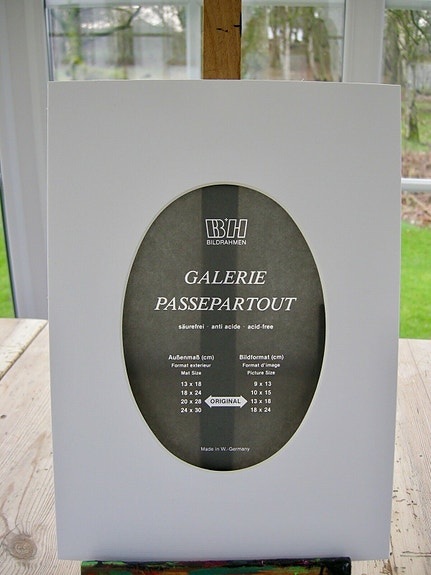 B+H
BILDRAHMEN
GALERIE
PASSEPARTOUT
säurefrei · anti acide · acid-free
Außenmaß (cm) Bildformat (cm)
Format exterieur Format d'image
Mat Size Picture Size
13 x 18 9 x 13
18 x 24 10 x 15
20 x 28 ORIGINAL 13 x 18
24 x 30 18 x 24
Made in W.-Germany